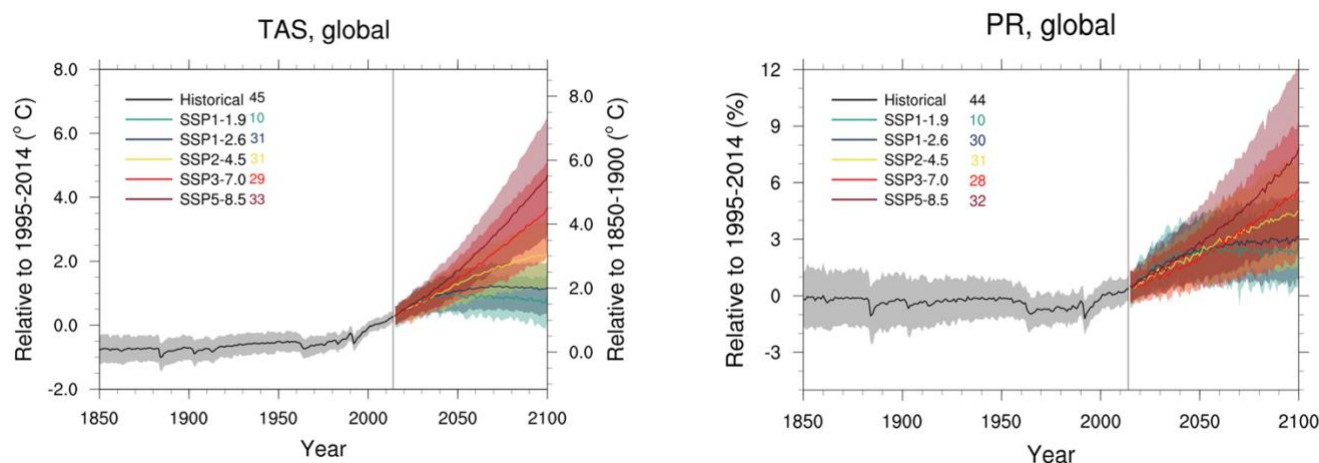 TAS, global
Relative to 1995-2014 (° C)
8.0
6.0
4.0
2.0
0.0
-2.0
Historical 45
SSP1-1.9 10
SSP1-2.6 31
SSP2-4.5 31
SSP3-7.0 29
SSP5-8.5 33
8.0
6.0
4.0
2.0
0.0
Relative to 1850-1900 (° C)
1850 1900 1950 2000 2050 2100
Year
PR, global
Relative to 1995-2014 (%)
12
9
6
3
0
-3
Historical 44
SSP1-1.9 10
SSP1-2.6 30
SSP2-4.5 31
SSP3-7.0 28
SSP5-8.5 32
1850 1900 1950 2000 2050 2100
Year